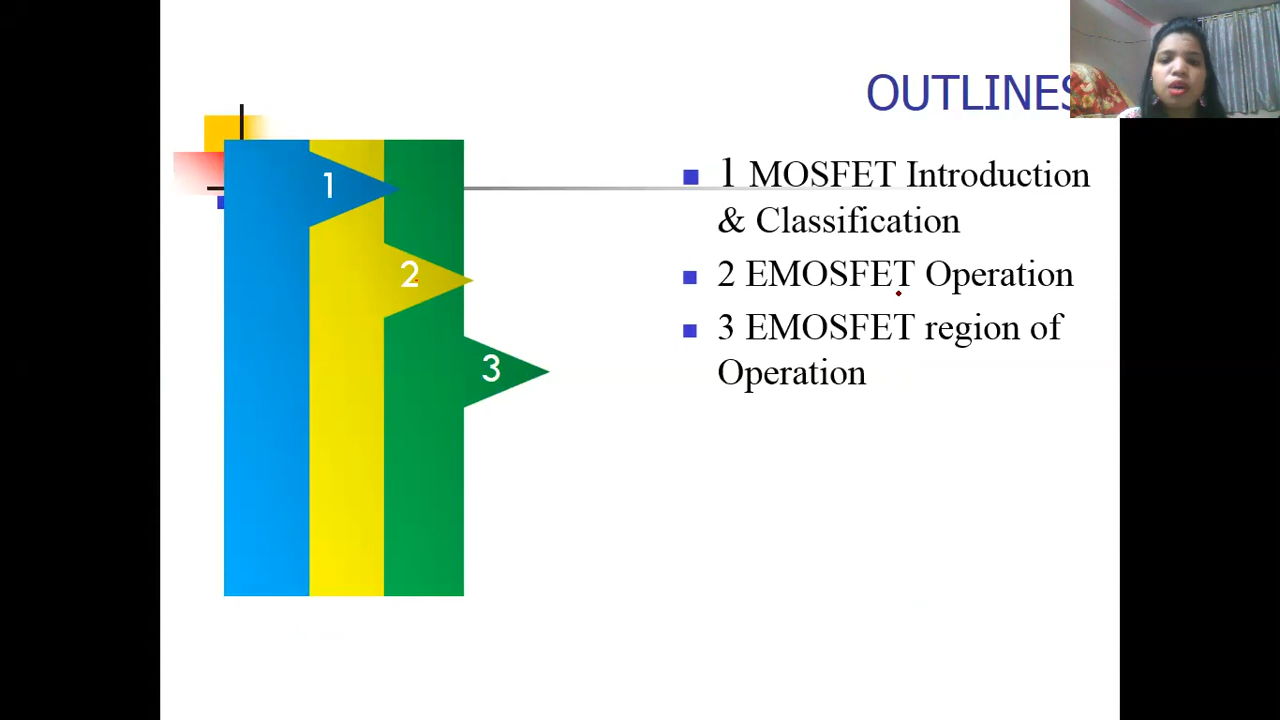 OUTLINES
1 MOSFET Introduction
& Classification
2 EMOSFET Operation
3 EMOSFET region of
Operation
1
2
3